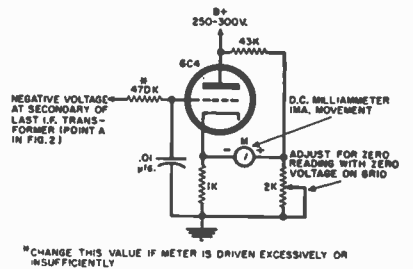 B+
250-300V.
43K
6C4
*
470K
NEGATIVE VOLTAGE
AT SECONDARY OF
LAST I.F. TRANS-
FORMER (POINT A
IN FIG. 2)
D.C. MILLIAMMETER
1MA. MOVEMENT
- M +
I
ADJUST FOR ZERO
READING WITH ZERO
VOLTAGE ON GRID
.01
µfd.
1K
2K
*CHANGE THIS VALUE IF METER IS DRIVEN EXCESSIVELY OR
INSUFFICIENTLY